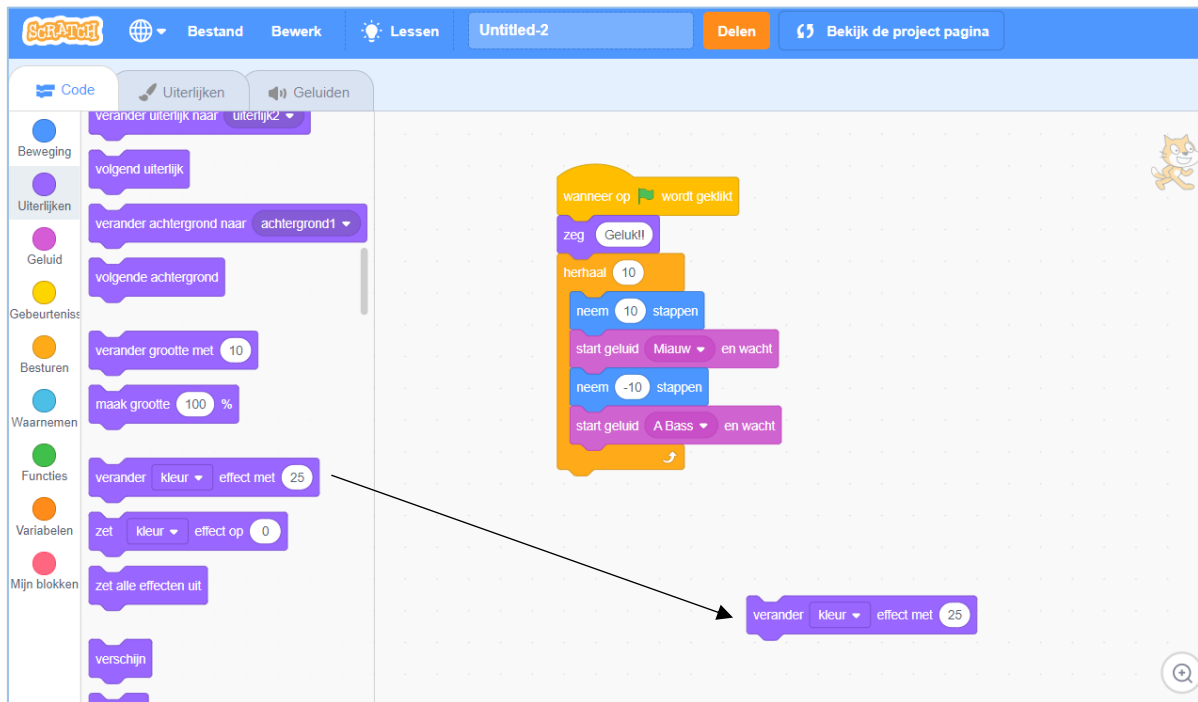 SCRATCH Bestand Bewerk Lessen Untitled-2 Delen Bekijk de project pagina
Code Uiterlijken Geluiden
Beweging
Uiterlijken
Geluid
Gebeurteniss
Besturen
Waarnemen
Functies
Variabelen
Mijn blokken
verander uiterlijk naar uiterlijk2
volgend uiterlijk
verander achtergrond naar achtergrond1
volgende achtergrond
verander grootte met 10
maak grootte 100 %
verander kleur effect met 25
zet kleur effect op 0
zet alle effecten uit
verschijn
wanneer op wordt geklikt
zeg Geluk!!
herhaal 10
neem 10 stappen
start geluid Miauw en wacht
neem -10 stappen
start geluid A Bass en wacht
verander kleur effect met 25